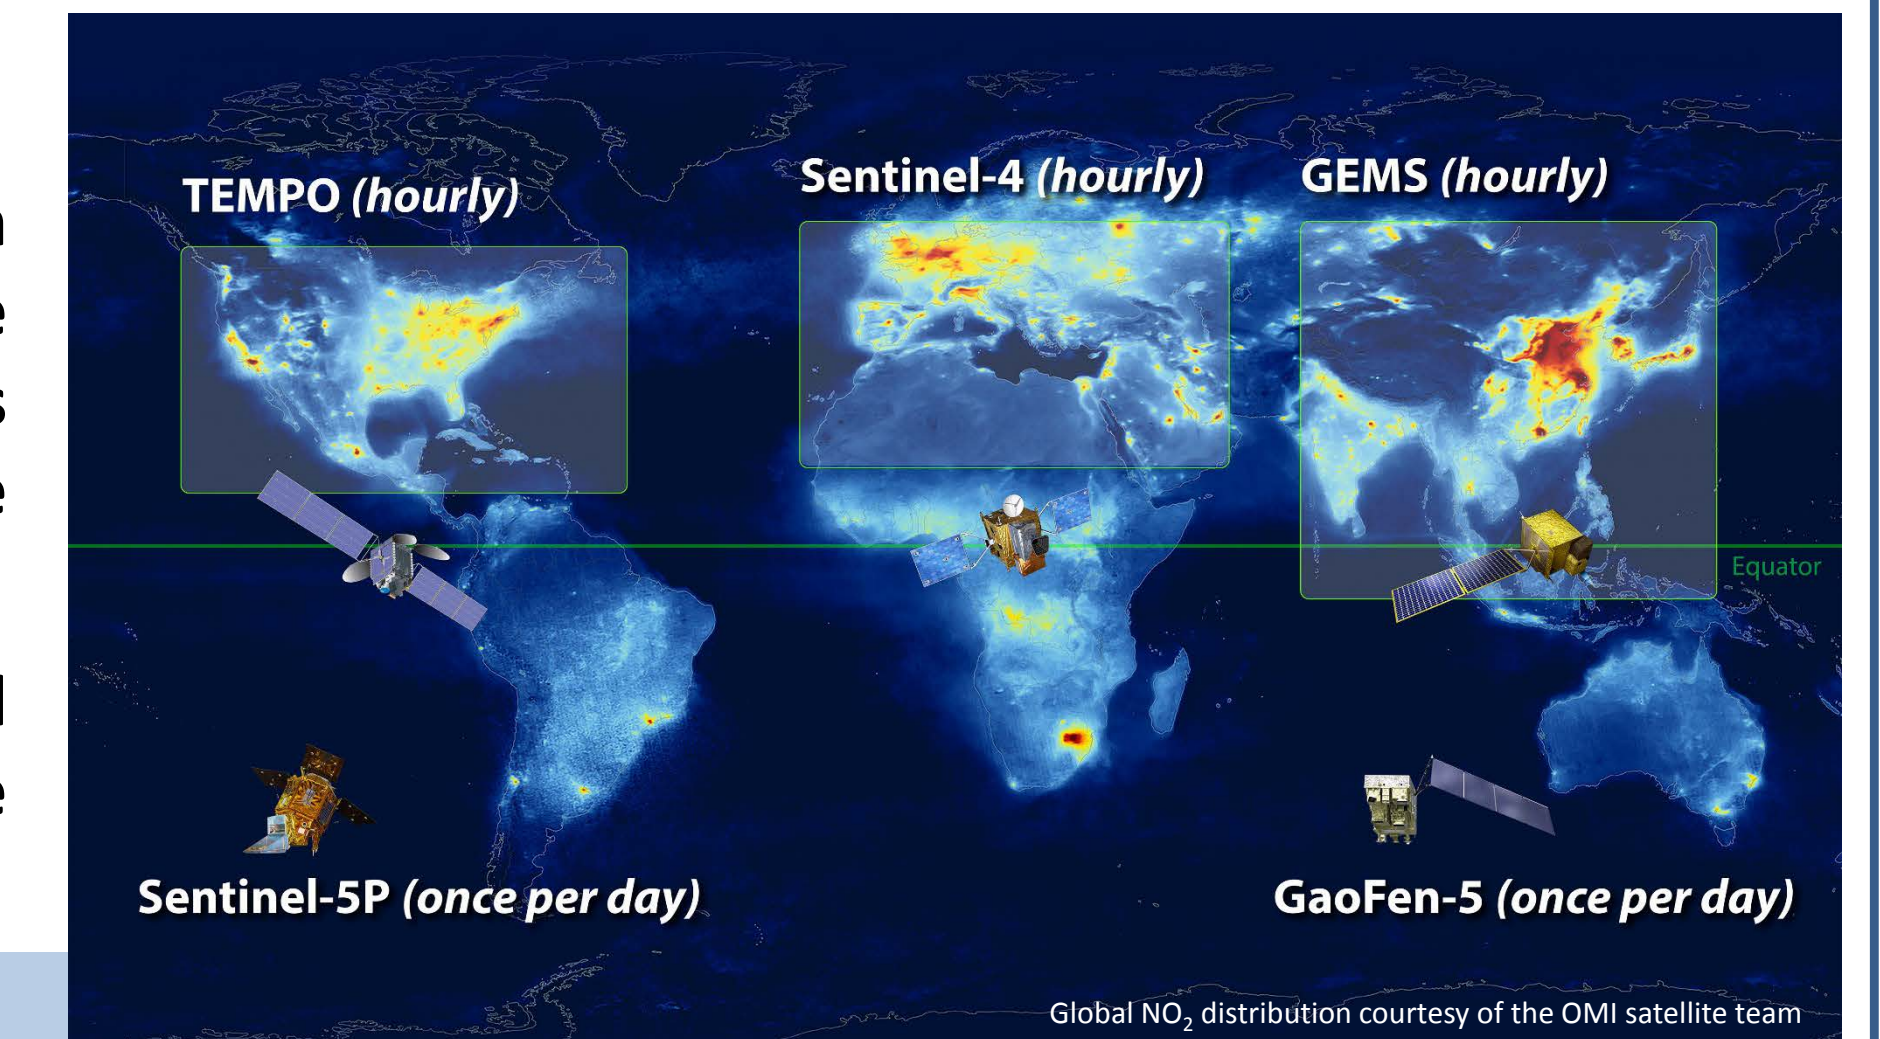 TEMPO (hourly)
Sentinel-4 (hourly)
GEMS (hourly)
Equator
Sentinel-5P (once per day)
GaoFen-5 (once per day)
Global NO₂ distribution courtesy of the OMI satellite team